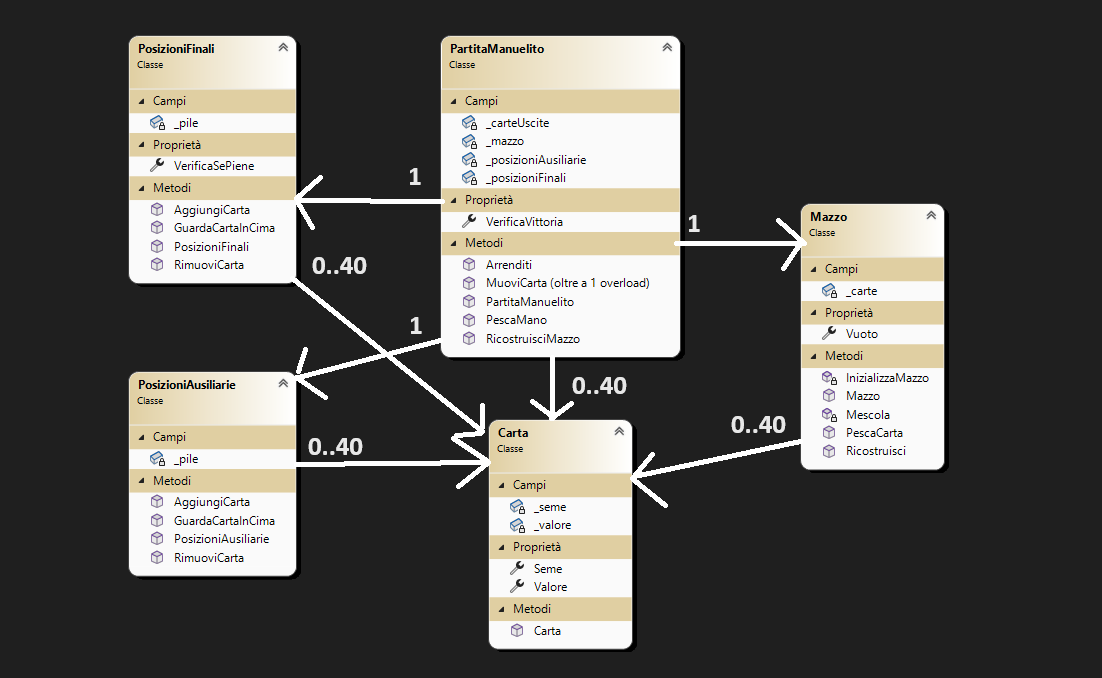 PosizioniFinali
Classe
Campi
_pile
Proprietà
VerificaSePiene
Metodi
AggiungiCarta
GuardaCartaInCima
PosizioniFinali
RimuoviCarta
1
PartitaManuelito
Classe
Campi
_carteUscite
_mazzo
_posizioniAusiliarie
_posizioniFinali
Proprietà
VerificaVittoria
Metodi
Arrenditi
MuoviCarta (oltre a 1 overload)
PartitaManuelito
PescaMano
RicostruisciMazzo
1
Mazzo
Classe
Campi
_carte
Proprietà
Vuoto
Metodi
InizializzaMazzo
Mazzo
Mescola
PescaCarta
Ricostruisci
0..40
1
0..40
0..40
PosizioniAusiliarie
Classe
Campi
_pile
Metodi
AggiungiCarta
GuardaCartaInCima
PosizioniAusiliarie
RimuoviCarta
0..40
Carta
Classe
Campi
_seme
_valore
Proprietà
Seme
Valore
Metodi
Carta